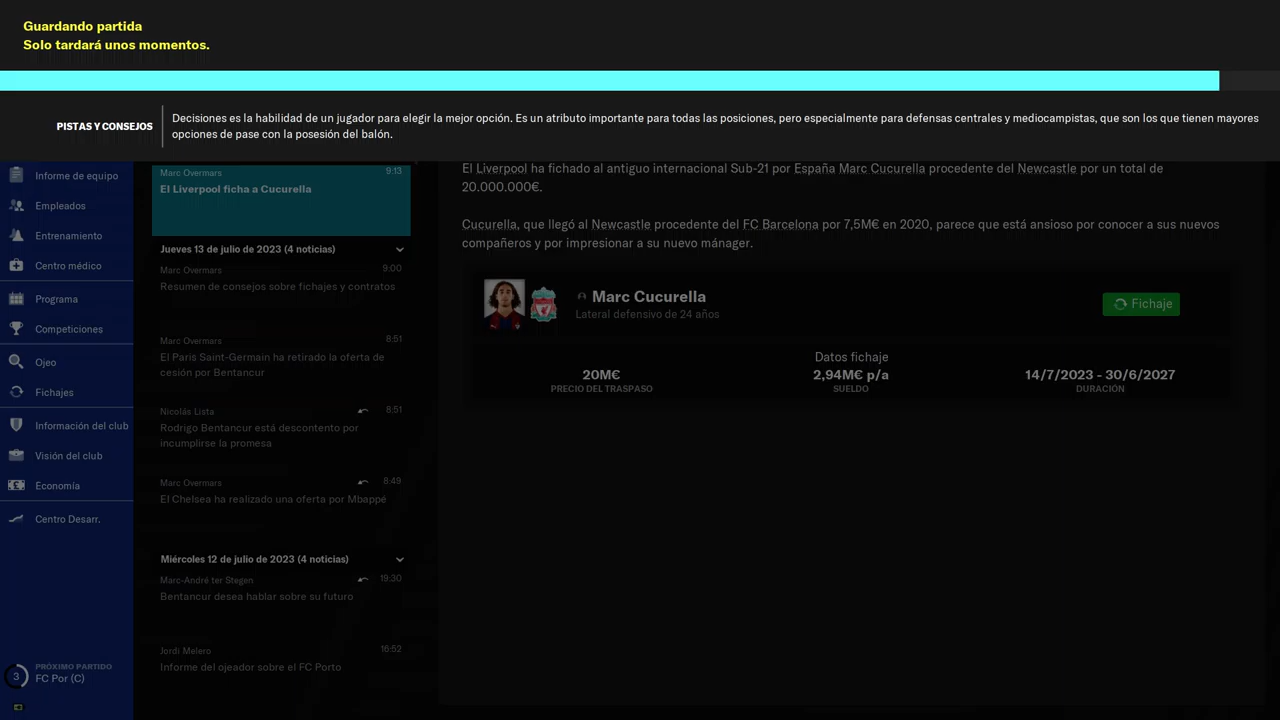 Guardando partida
Solo tardará unos momentos.
PISTAS Y CONSEJOS
Decisiones es la habilidad de un jugador para elegir la mejor opción. Es un atributo importante para todas las posiciones, pero especialmente para defensas centrales y mediocampistas, que son los que tienen mayores
opciones de pase con la posesión del balón.
Informe de equipo
Empleados
Entrenamiento
Centro médico
Programa
Competiciones
Ojeo
Fichajes
Información del club
Visión del club
Economía
Centro Desarr.
3
PRÓXIMO PARTIDO
FC Por (C)
Marc Overmars 9:13
El Liverpool ficha a Cucurella
Jueves 13 de julio de 2023 (4 noticias)
Marc Overmars 9:00
Resumen de consejos sobre fichajes y contratos
Marc Overmars 8:51
El Paris Saint-Germain ha retirado la oferta de
cesión por Bentancur
Nicolás Lista 8:51
Rodrigo Bentancur está descontento por
incumplirse la promesa
Marc Overmars 8:49
El Chelsea ha realizado una oferta por Mbappé
Miércoles 12 de julio de 2023 (4 noticias)
Marc-André ter Stegen 19:30
Bentancur desea hablar sobre su futuro
Jordi Melero 16:52
Informe del ojeador sobre el FC Porto
El Liverpool ha fichado al antiguo internacional Sub-21 por España Marc Cucurella procedente del Newcastle por un total de
20.000.000€.
Cucurella, que llegó al Newcastle procedente del FC Barcelona por 7,5M€ en 2020, parece que está ansioso por conocer a sus nuevos
compañeros y por impresionar a su nuevo mánager.
Marc Cucurella
Lateral defensivo de 24 años
Fichaje
Datos fichaje
20M€ 2,94M€ p/a 14/7/2023 - 30/6/2027
PRECIO DEL TRASPASO SUELDO DURACIÓN